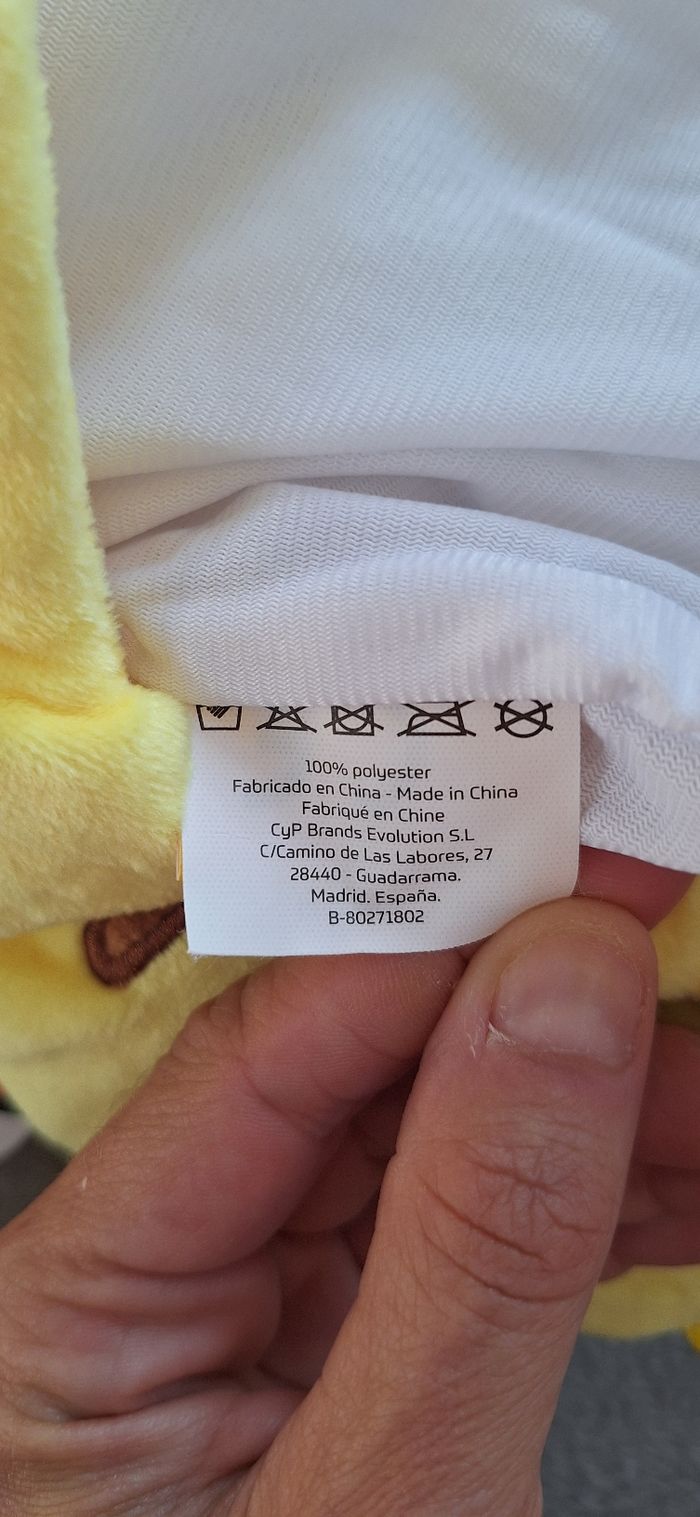 100% polyester
Fabricado en China - Made in China
Fabriqué en Chine
CyP Brands Evolution S.L
C/Camino de Las Labores, 27
28440 - Guadarrama.
Madrid. España.
B-80271802